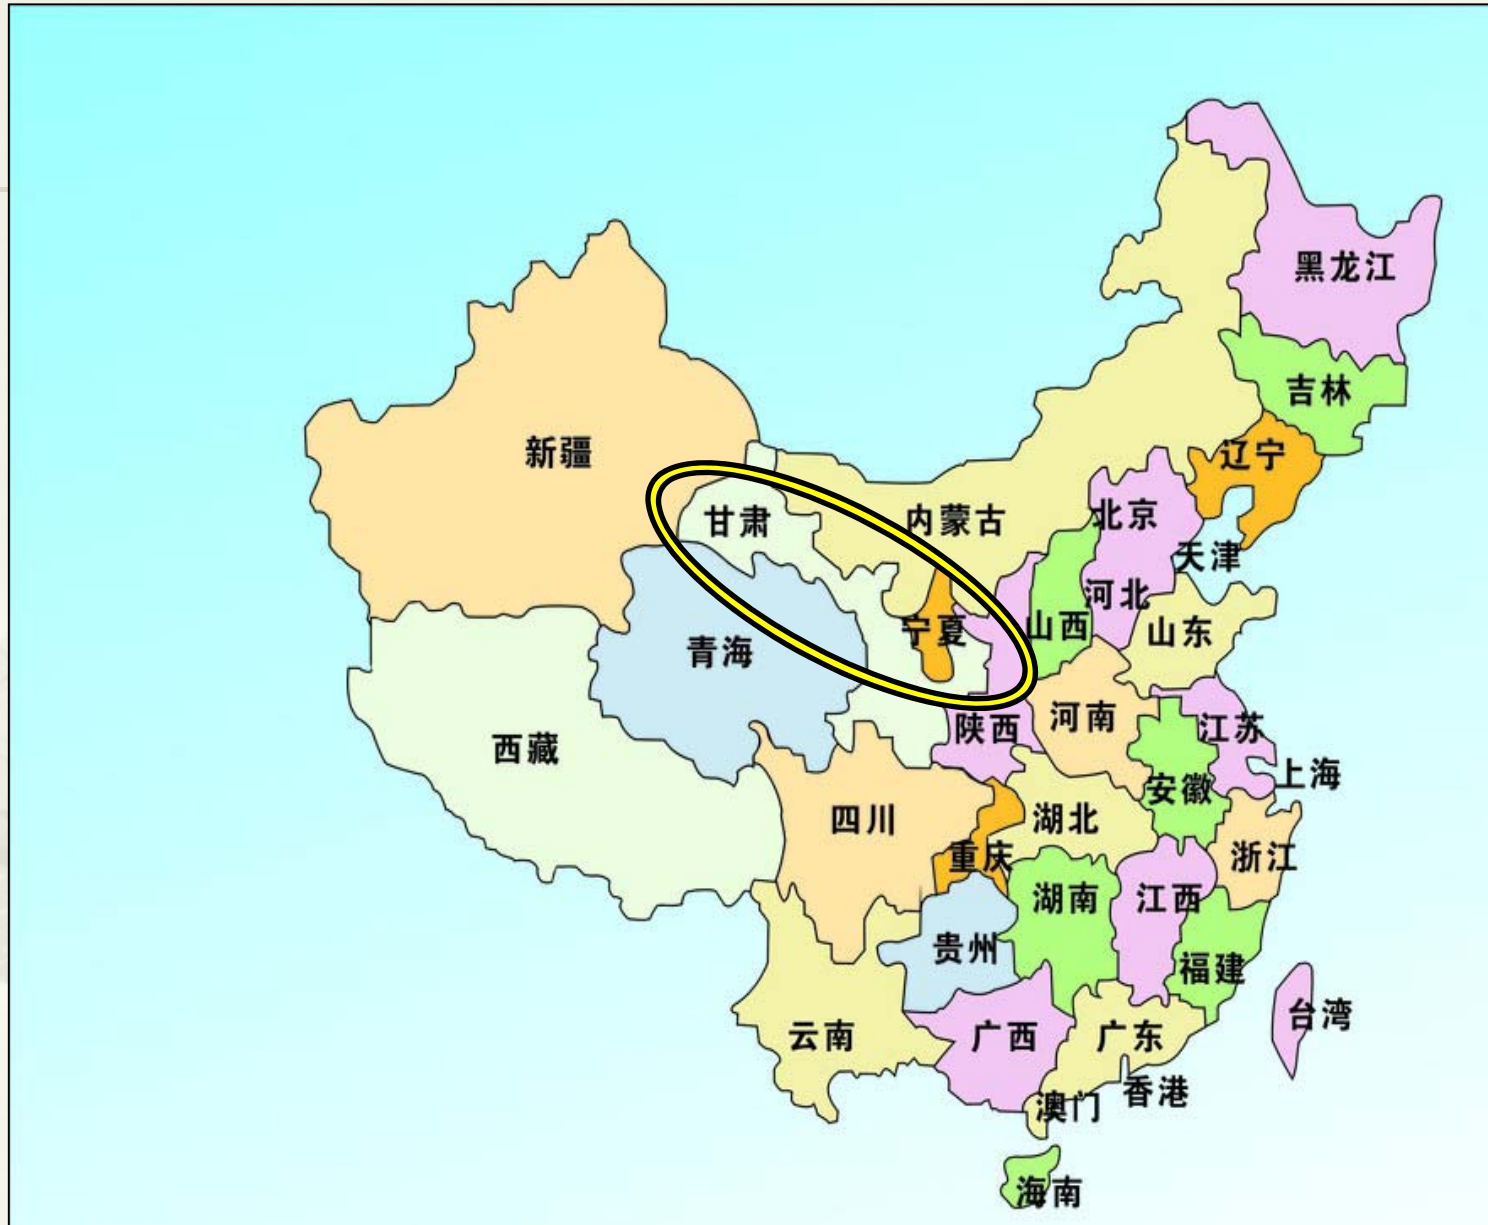 黑龙江
吉林
新疆
辽宁
甘肃
内蒙古
北京
天津
河北
宁夏
山西
山东
青海
陕西
河南
江苏
西藏
上海
安徽
四川
湖北
重庆
浙江
湖南
江西
贵州
福建
台湾
云南
广西
广东
香港
澳门
海南